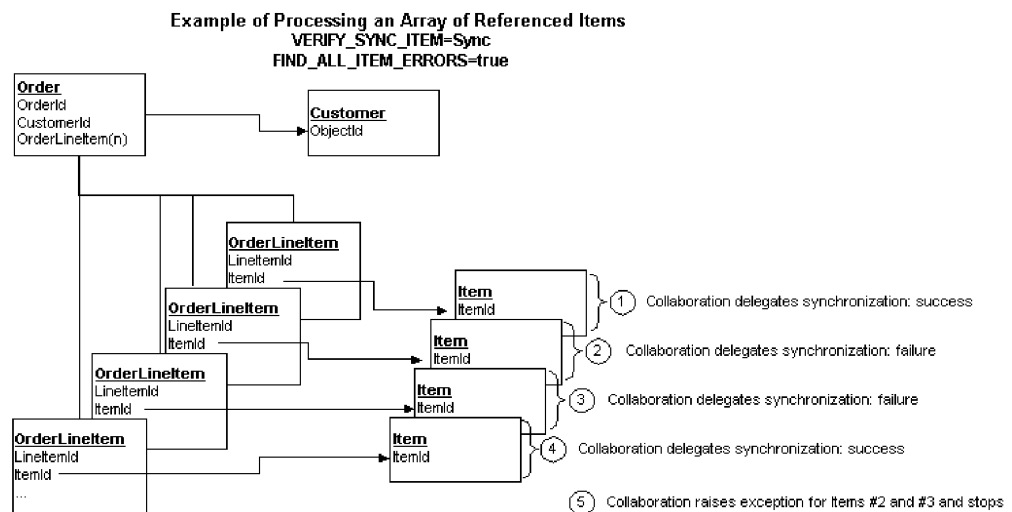 Example of Processing an Array of Referenced Items
VERIFY_SYNC_ITEM=Sync
FIND_ALL_ITEM_ERRORS=true
Order
OrderId
CustomerId
OrderLineItem(n)
Customer
ObjectId
OrderLineItem
LineItemId
ItemId
Item
ItemId
1 Collaboration delegates synchronization: success
OrderLineItem
LineItemId
ItemId
Item
ItemId
2 Collaboration delegates synchronization: failure
OrderLineItem
LineItemId
ItemId
Item
ItemId
3 Collaboration delegates synchronization: failure
OrderLineItem
LineItemId
ItemId
...
Item
ItemId
4 Collaboration delegates synchronization: success
5 Collaboration raises exception for Items #2 and #3 and stops